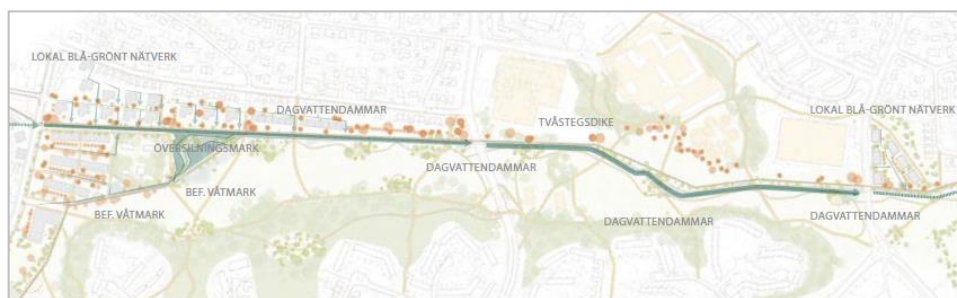 LOKAL BLÅ-GRÖNT NÄTVERK
DAGVATTENDAMMAR
TVÅSTEGSDIKE
LOKAL BLÅ-GRÖNT NÄTVERK
ÖVERSILNINGSMARK
DAGVATTENDAMMAR
BEF. VÅTMARK
BEF. VÅTMARK
DAGVATTENDAMMAR
DAGVATTENDAMMAR